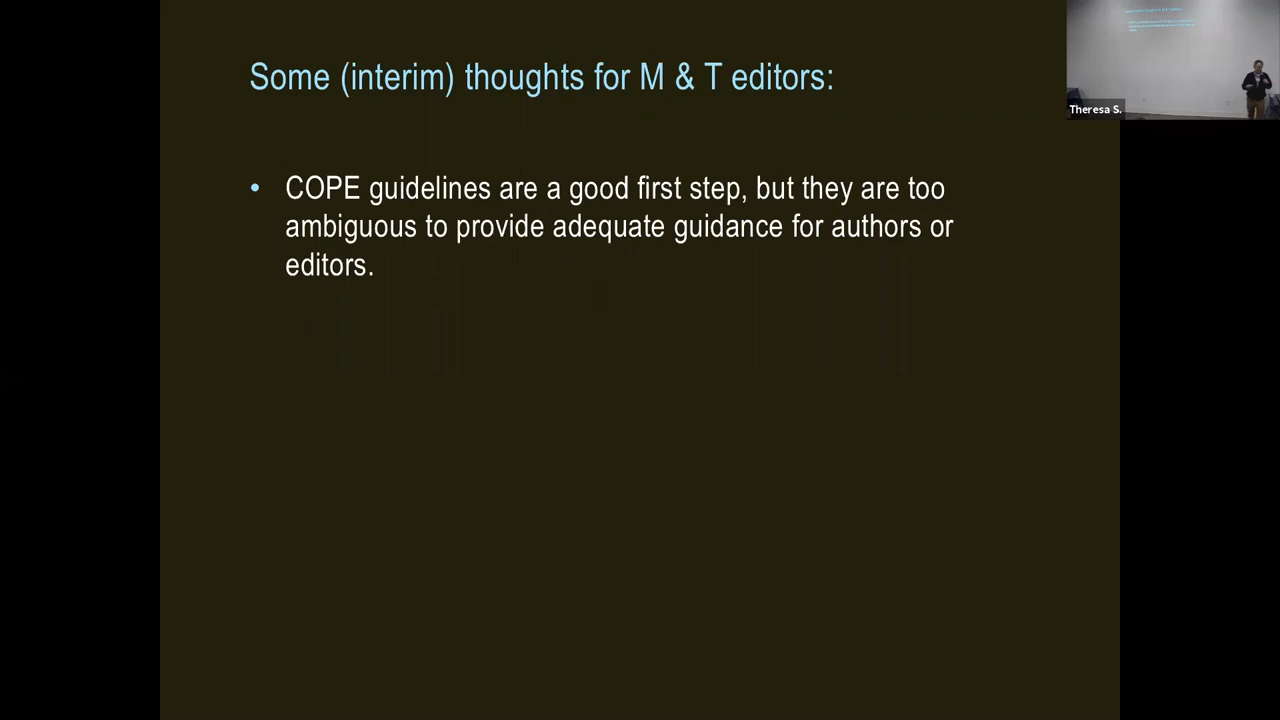 Some (interim) thoughts for M & T editors:
• COPE guidelines are a good first step, but they are too
ambiguous to provide adequate guidance for authors or
editors.
Theresa S.